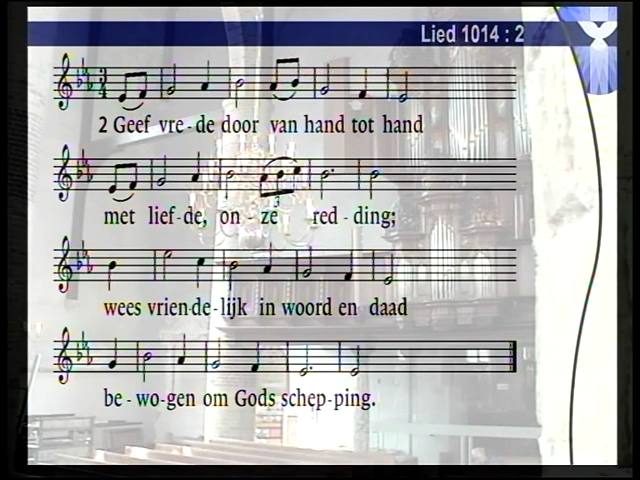 Lied 1014 : 2
2 Geef vre - de door van hand tot hand
met lief - de, on - ze red - ding;
3
wees vrien - de - lijk in woord en daad
be - wo - gen om Gods schep - ping.